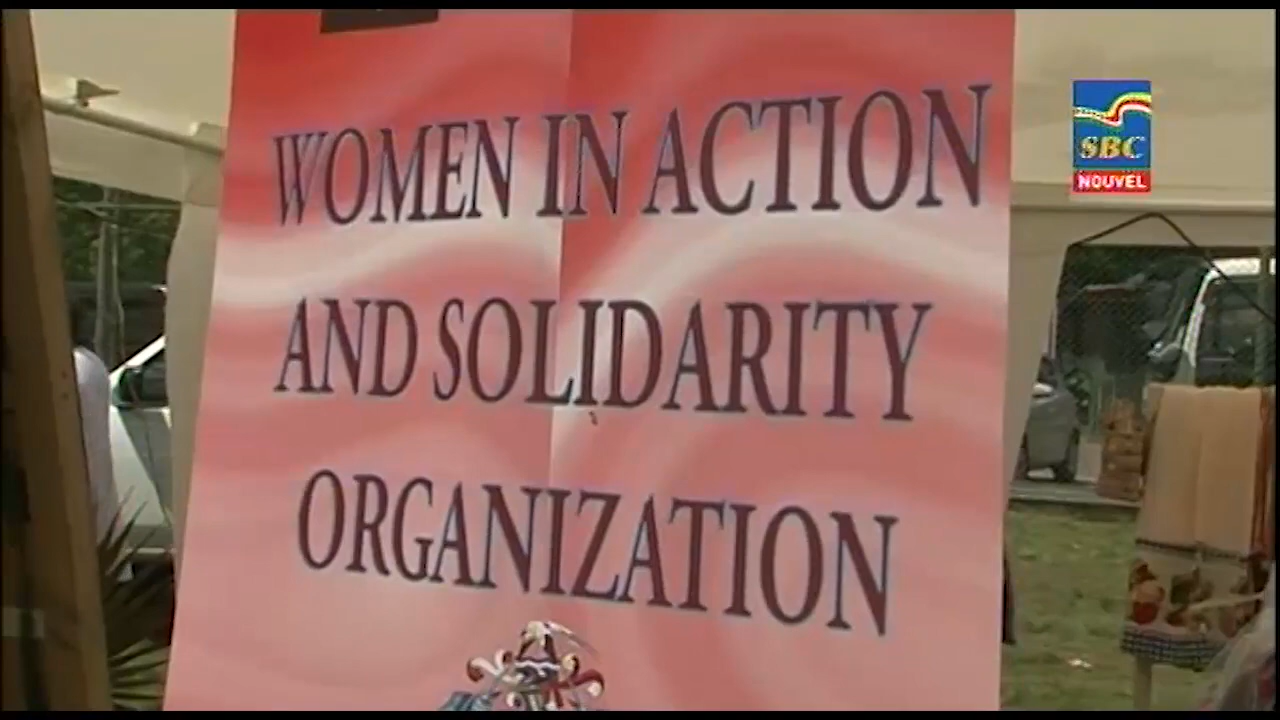 WOMEN IN ACTION
AND SOLIDARITY
ORGANIZATION
SBC
NOUVEL